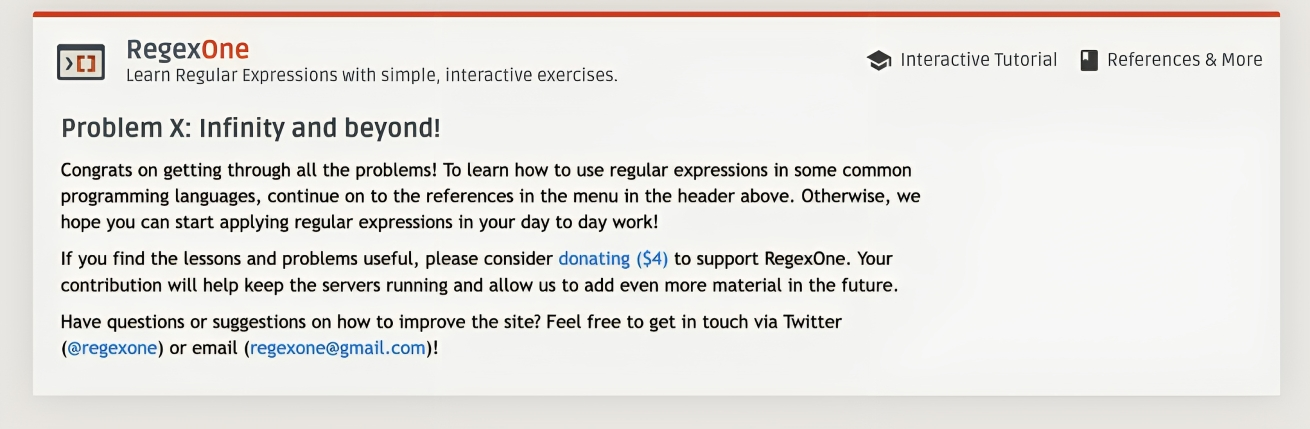 RegexOne
Learn Regular Expressions with simple, interactive exercises.
Interactive Tutorial
References & More
Problem X: Infinity and beyond!
Congrats on getting through all the problems! To learn how to use regular expressions in some common
programming languages, continue on to the references in the menu in the header above. Otherwise, we
hope you can start applying regular expressions in your day to day work!
If you find the lessons and problems useful, please consider donating ($4) to support RegexOne. Your
contribution will help keep the servers running and allow us to add even more material in the future.
Have questions or suggestions on how to improve the site? Feel free to get in touch via Twitter
(@regexone) or email (regexone@gmail.com)!